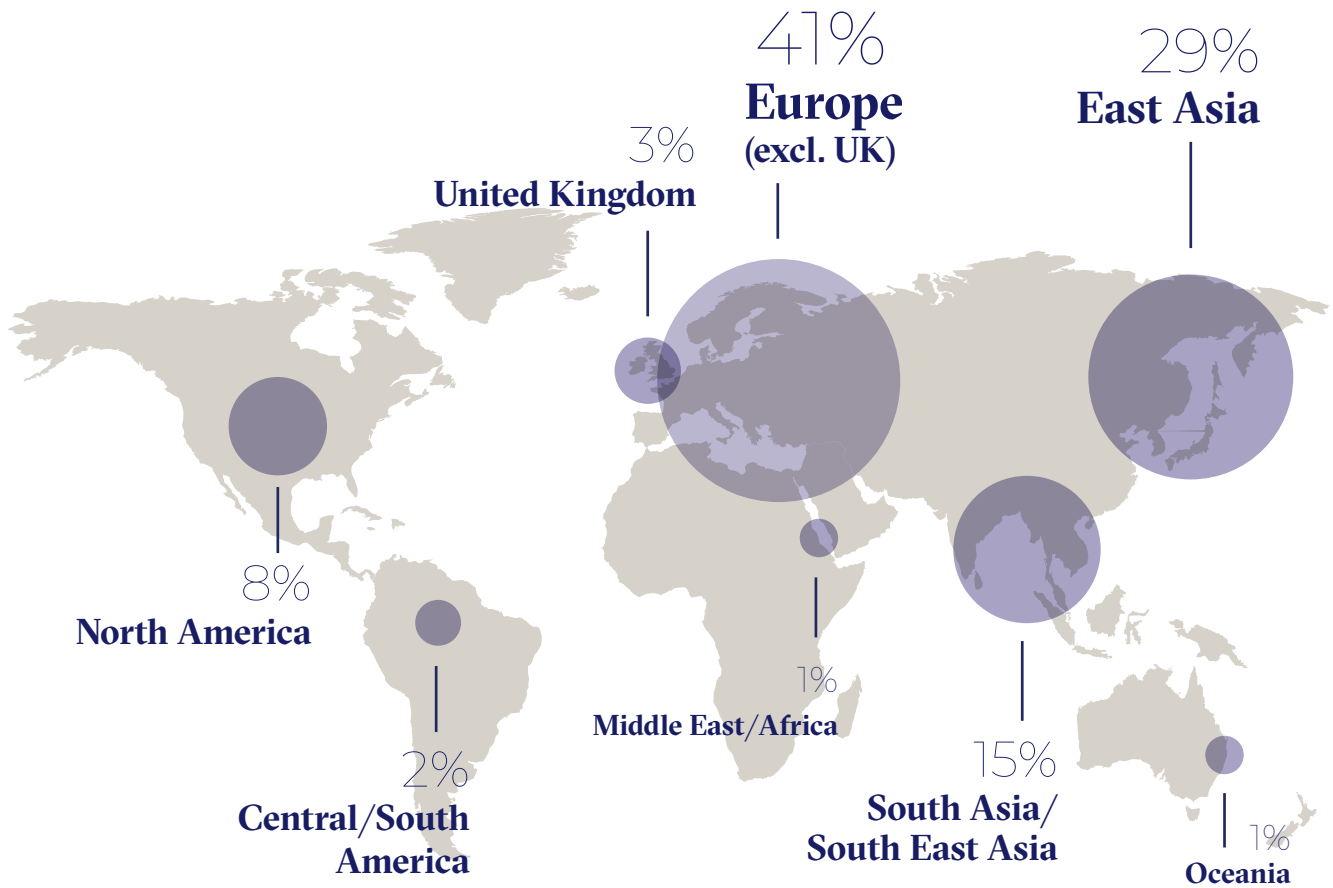 41%
Europe
(excl. UK)
29%
East Asia
3%
United Kingdom
8%
North America
2%
Central/South
America
1%
Middle East/Africa
15%
South Asia/
South East Asia
1%
Oceania